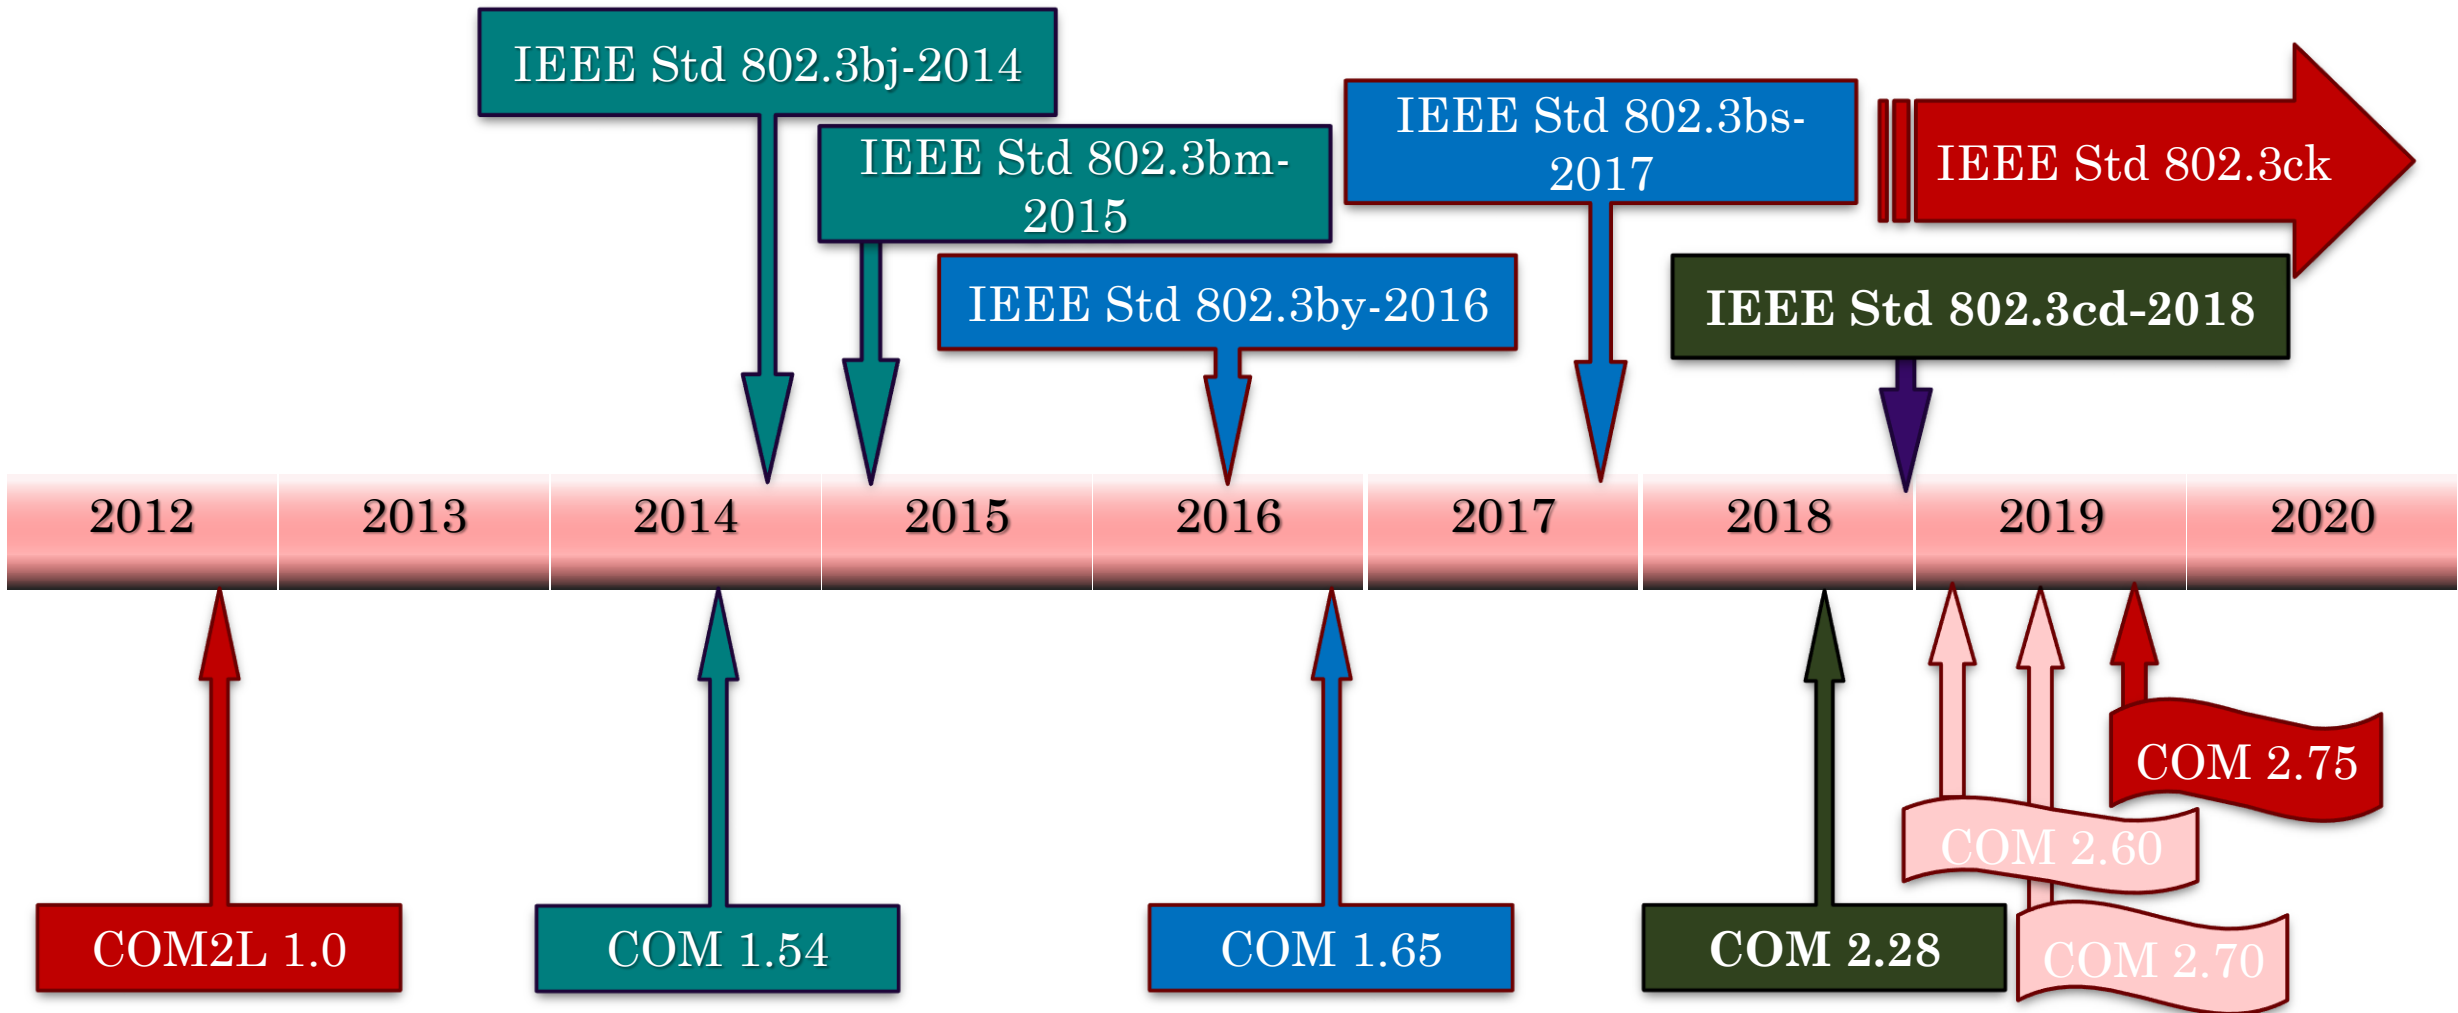 IEEE Std 802.3bj-2014
IEEE Std 802.3bm-
2015
IEEE Std 802.3bs-
2017
IEEE Std 802.3ck
IEEE Std 802.3by-2016
IEEE Std 802.3cd-2018
2012
2013
2014
2015
2016
2017
2018
2019
2020
COM 2.75
COM 2.60
COM2L 1.0
COM 1.54
COM 1.65
COM 2.28
COM 2.70